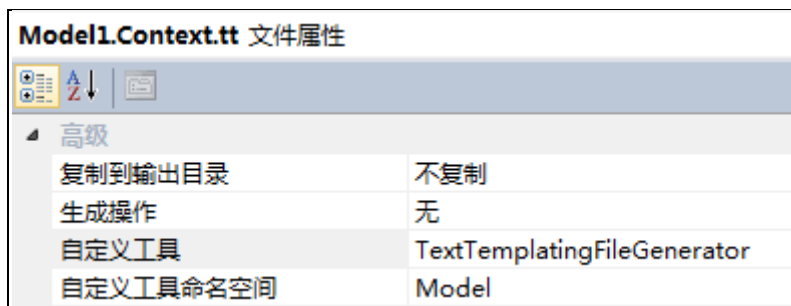 Model1.Context.tt 文件属性
A
Z
高级
复制到输出目录 不复制
生成操作 无
自定义工具 TextTemplatingFileGenerator
自定义工具命名空间 Model